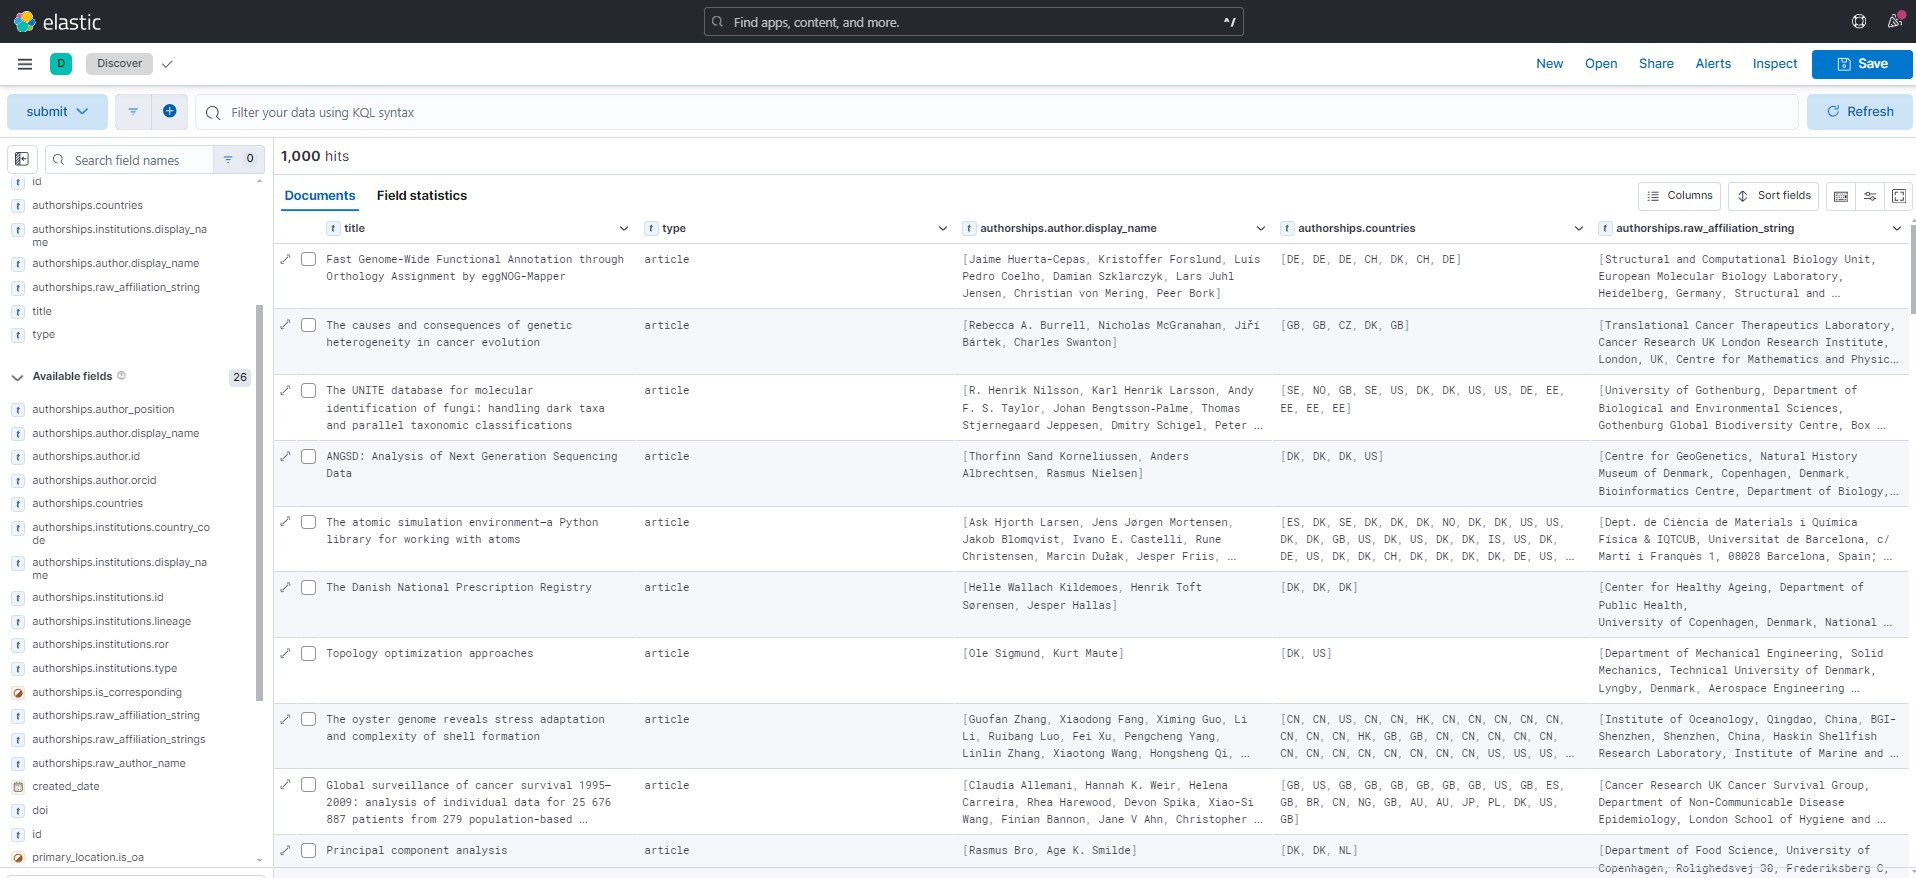 elastic
Find apps, content, and more.
^/
D
Discover
New
Open
Share
Alerts
Inspect
Save
submit
Filter your data using KQL syntax
Refresh
Search field names
0
t id
t authorships.countries
t authorships.institutions.display_na
me
t authorships.author.display_name
t authorships.raw_affiliation_string
t title
t type
Available fields
26
t authorships.author_position
t authorships.author.display_name
t authorships.author.id
t authorships.author.orcid
t authorships.countries
t authorships.institutions.country_co
de
t authorships.institutions.display_na
me
t authorships.institutions.id
t authorships.institutions.lineage
t authorships.institutions.ror
t authorships.institutions.type
authorships.is_corresponding
t authorships.raw_affiliation_string
t authorships.raw_affiliation_strings
t authorships.raw_author_name
created_date
t doi
t id
primary_location.is_oa
1,000 hits
Documents
Field statistics
Columns
Sort fields
t title
t type
t authorships.author.display_name
t authorships.countries
t authorships.raw_affiliation_string
Fast Genome-Wide Functional Annotation through
Orthology Assignment by eggNOG-Mapper
article
[Jaime Huerta-Cepas, Kristoffer Forslund, Luis
Pedro Coelho, Damian Szklarczyk, Lars Juhl
Jensen, Christian von Mering, Peer Bork]
[DE, DE, DE, CH, DK, CH, DE]
[Structural and Computational Biology Unit,
European Molecular Biology Laboratory,
Heidelberg, Germany, Structural and …
The causes and consequences of genetic
heterogeneity in cancer evolution
article
[Rebecca A. Burrell, Nicholas McGranahan, Jiří
Bártek, Charles Swanton]
[GB, GB, CZ, DK, GB]
[Translational Cancer Therapeutics Laboratory,
Cancer Research UK London Research Institute,
London, UK, Centre for Mathematics and Physic…
The UNITE database for molecular
identification of fungi: handling dark taxa
and parallel taxonomic classifications
article
[R. Henrik Nilsson, Karl Henrik Larsson, Andy
F. S. Taylor, Johan Bengtsson-Palme, Thomas
Stjernegaard Jeppesen, Dmitry Schigel, Peter …
[SE, NO, GB, SE, US, DK, DK, US, US, DE, EE,
EE, EE, EE]
[University of Gothenburg, Department of
Biological and Environmental Sciences,
Gothenburg Global Biodiversity Centre, Box …
ANGSD: Analysis of Next Generation Sequencing
Data
article
[Thorfinn Sand Korneliussen, Anders
Albrechtsen, Rasmus Nielsen]
[DK, DK, DK, US]
[Centre for GeoGenetics, Natural History
Museum of Denmark, Copenhagen, Denmark,
Bioinformatics Centre, Department of Biology,…
The atomic simulation environment—a Python
library for working with atoms
article
[Ask Hjorth Larsen, Jens Jørgen Mortensen,
Jakob Blomqvist, Ivano E. Castelli, Rune
Christensen, Marcin Dułak, Jesper Friis, …
[ES, DK, SE, DK, DK, DK, NO, DK, DK, US, US,
DK, DK, GB, US, DK, US, DK, DK, IS, US, DK,
DE, US, DK, DK, CH, DK, DK, DK, DK, DE, US, …
[Dept. de Ciència de Materials i Química
Física & IQTCUB, Universitat de Barcelona, c/
Martí i Franquès 1, 08028 Barcelona, Spain; …
The Danish National Prescription Registry
article
[Helle Wallach Kildemoes, Henrik Toft
Sørensen, Jesper Hallas]
[DK, DK, DK]
[Center for Healthy Ageing, Department of
Public Health,
University of Copenhagen, Denmark, National …
Topology optimization approaches
article
[Ole Sigmund, Kurt Maute]
[DK, US]
[Department of Mechanical Engineering, Solid
Mechanics, Technical University of Denmark,
Lyngby, Denmark, Aerospace Engineering …
The oyster genome reveals stress adaptation
and complexity of shell formation
article
[Guofan Zhang, Xiaodong Fang, Ximing Guo, Li
Li, Ruibang Luo, Fei Xu, Pengcheng Yang,
Linlin Zhang, Xiaotong Wang, Hongsheng Qi, …
[CN, CN, US, CN, CN, HK, CN, CN, CN, CN, CN,
CN, CN, CN, HK, GB, GB, CN, CN, CN, CN,
CN, CN, CN, CN, CN, CN, CN, CN, US, US, US, …
[Institute of Oceanology, Qingdao, China, BGI-
Shenzhen, Shenzhen, China, Haskin Shellfish
Research Laboratory, Institute of Marine and …
Global surveillance of cancer survival 1995–
2009: analysis of individual data for 25 676
887 patients from 279 population-based …
article
[Claudia Allemani, Hannah K. Weir, Helena
Carreira, Rhea Harewood, Devon Spika, Xiao-Si
Wang, Finian Bannon, Jane V Ahn, Christopher …
[GB, US, GB, GB, GB, GB, GB, GB, US, GB, ES,
GB, BR, CN, NG, GB, AU, AU, JP, PL, DK, US,
GB]
[Cancer Research UK Cancer Survival Group,
Department of Non-Communicable Disease
Epidemiology, London School of Hygiene and …
Principal component analysis
article
[Rasmus Bro, Age K. Smilde]
[DK, DK, NL]
[Department of Food Science, University of
Copenhagen, Rolighedsvej 30, Frederiksberg C,